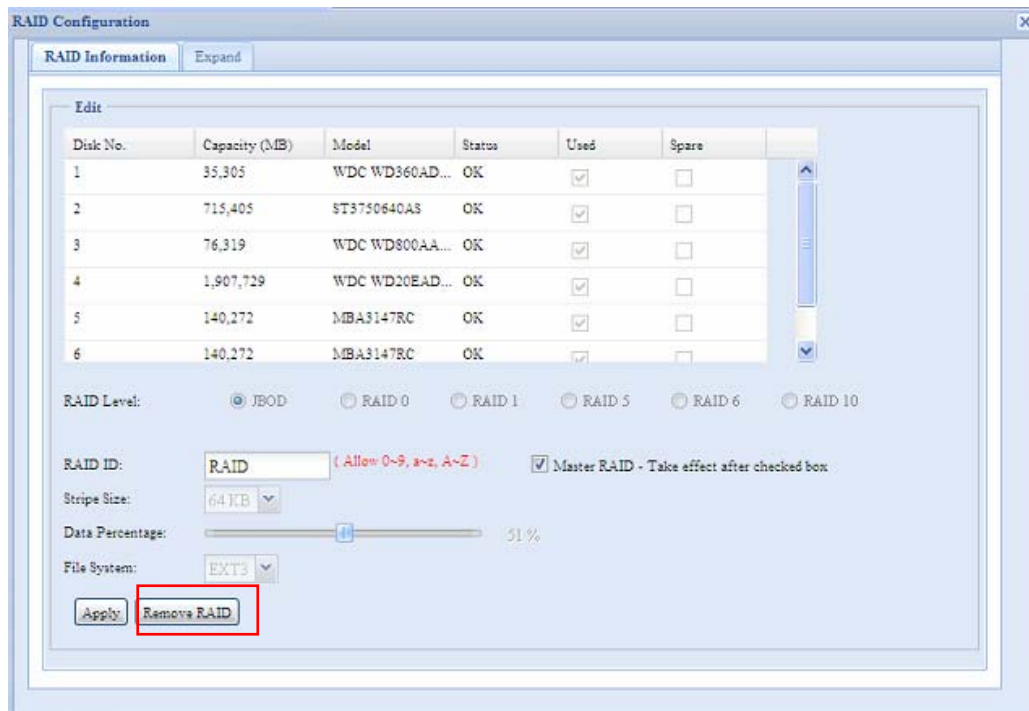 RAID Configuration
RAID Information Expand
Edit
Disk No. Capacity (MB) Model Status Used Spare
1 35,305 WDC WD360AD... OK
2 715,405 ST3750640AS OK
3 76,319 WDC WD800AA... OK
4 1,907,729 WDC WD20EAD... OK
5 140,272 MBA3147RC OK
6 140,272 MBA3147RC OK
RAID Level: JBOD RAID 0 RAID 1 RAID 5 RAID 6 RAID 10
RAID ID: RAID ( Allow 0~9, a~z, A~Z ) Master RAID - Take effect after checked box
Stripe Size: 64 KB
Data Percentage: 51 %
File System: EXT3
Apply Remove RAID